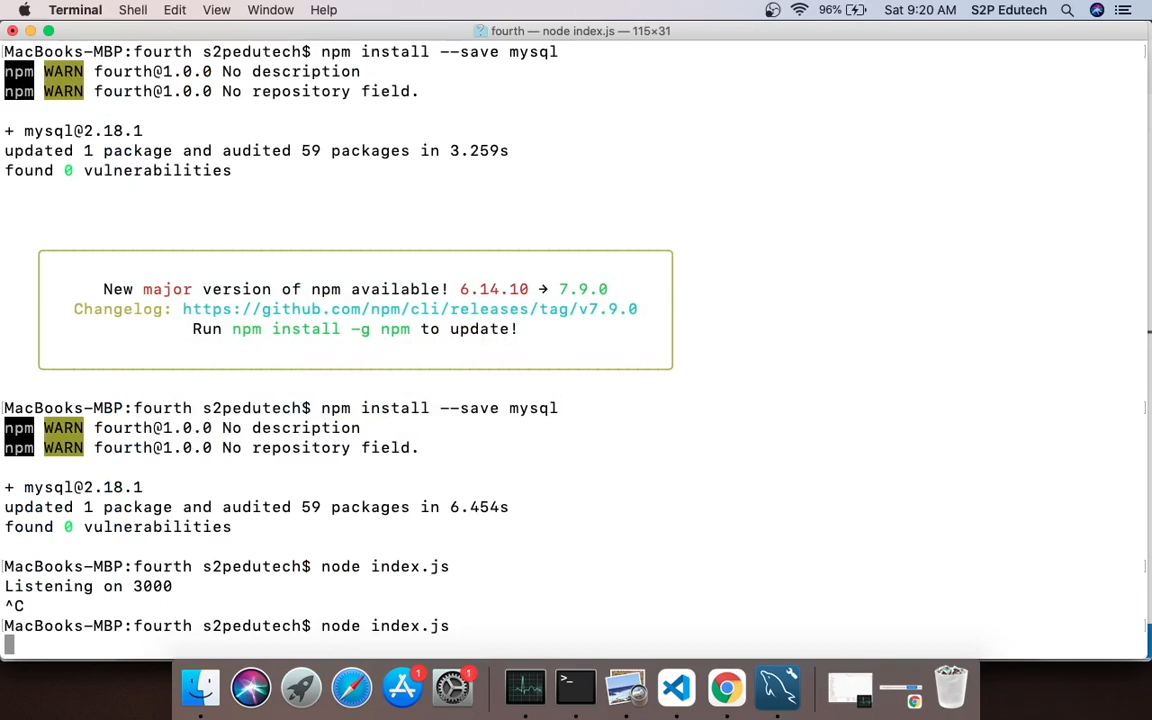 Terminal Shell Edit View Window Help 96% Sat 9:20 AM S2P Edutech
fourth — node index.js — 115×31
MacBooks-MBP:fourth s2pedutech$ npm install --save mysql
npm WARN fourth@1.0.0 No description
npm WARN fourth@1.0.0 No repository field.
+ mysql@2.18.1
updated 1 package and audited 59 packages in 3.259s
found 0 vulnerabilities
New major version of npm available! 6.14.10 → 7.9.0
Changelog: https://github.com/npm/cli/releases/tag/v7.9.0
Run npm install -g npm to update!
MacBooks-MBP:fourth s2pedutech$ npm install --save mysql
npm WARN fourth@1.0.0 No description
npm WARN fourth@1.0.0 No repository field.
+ mysql@2.18.1
updated 1 package and audited 59 packages in 6.454s
found 0 vulnerabilities
MacBooks-MBP:fourth s2pedutech$ node index.js
Listening on 3000
^C
MacBooks-MBP:fourth s2pedutech$ node index.js
1 1
>_